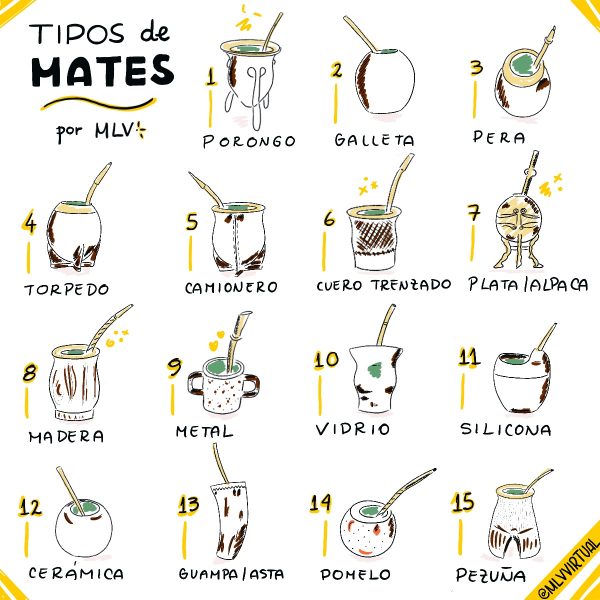 TIPOS de
MATES
por MLV
1
PORONGO
2
GALLETA
3
PERA
4
TORPEDO
5
CAMIONERO
6
CUERO TRENZADO
7
PLATA/ALPACA
8
MADERA
9
METAL
10
VIDRIO
11
SILICONA
12
CERÁMICA
13
GUAMPA/ASTA
14
POMELO
15
PEZUÑA
@MLVVIRTUAL